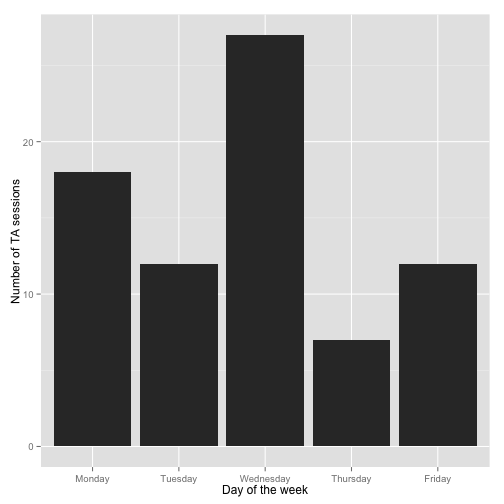 Number of TA sessions
20
10
0
Monday Tuesday Wednesday Thursday Friday
Day of the week